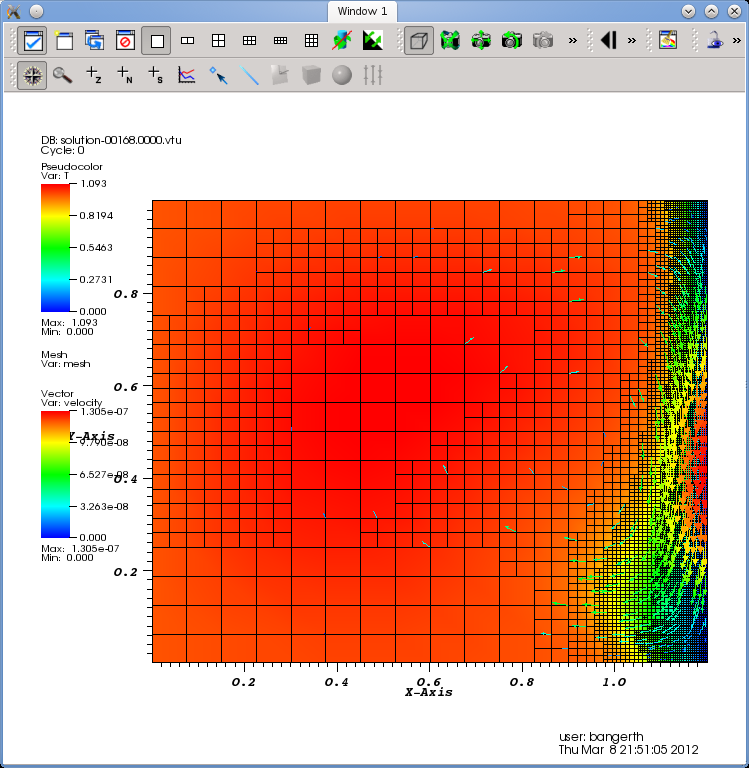 Window 1
Z
N
S
DB: solution-00168.0000.vtu
Cycle: 0
Pseudocolor
Var: T
1.093
0.8194
0.5463
0.2731
0.000
Max: 1.093
Min: 0.000
Mesh
Var: mesh
Vector
Var: velocity
1.305e-07
9.790e-08
6.527e-08
3.263e-08
0.000
Max: 1.305e-07
Min: 0.000
Y-Axis
0.8
0.6
0.4
0.2
0.2 0.4 0.6 0.8 1.0
X-Axis
user: bangerth
Thu Mar 8 21:51:05 2012